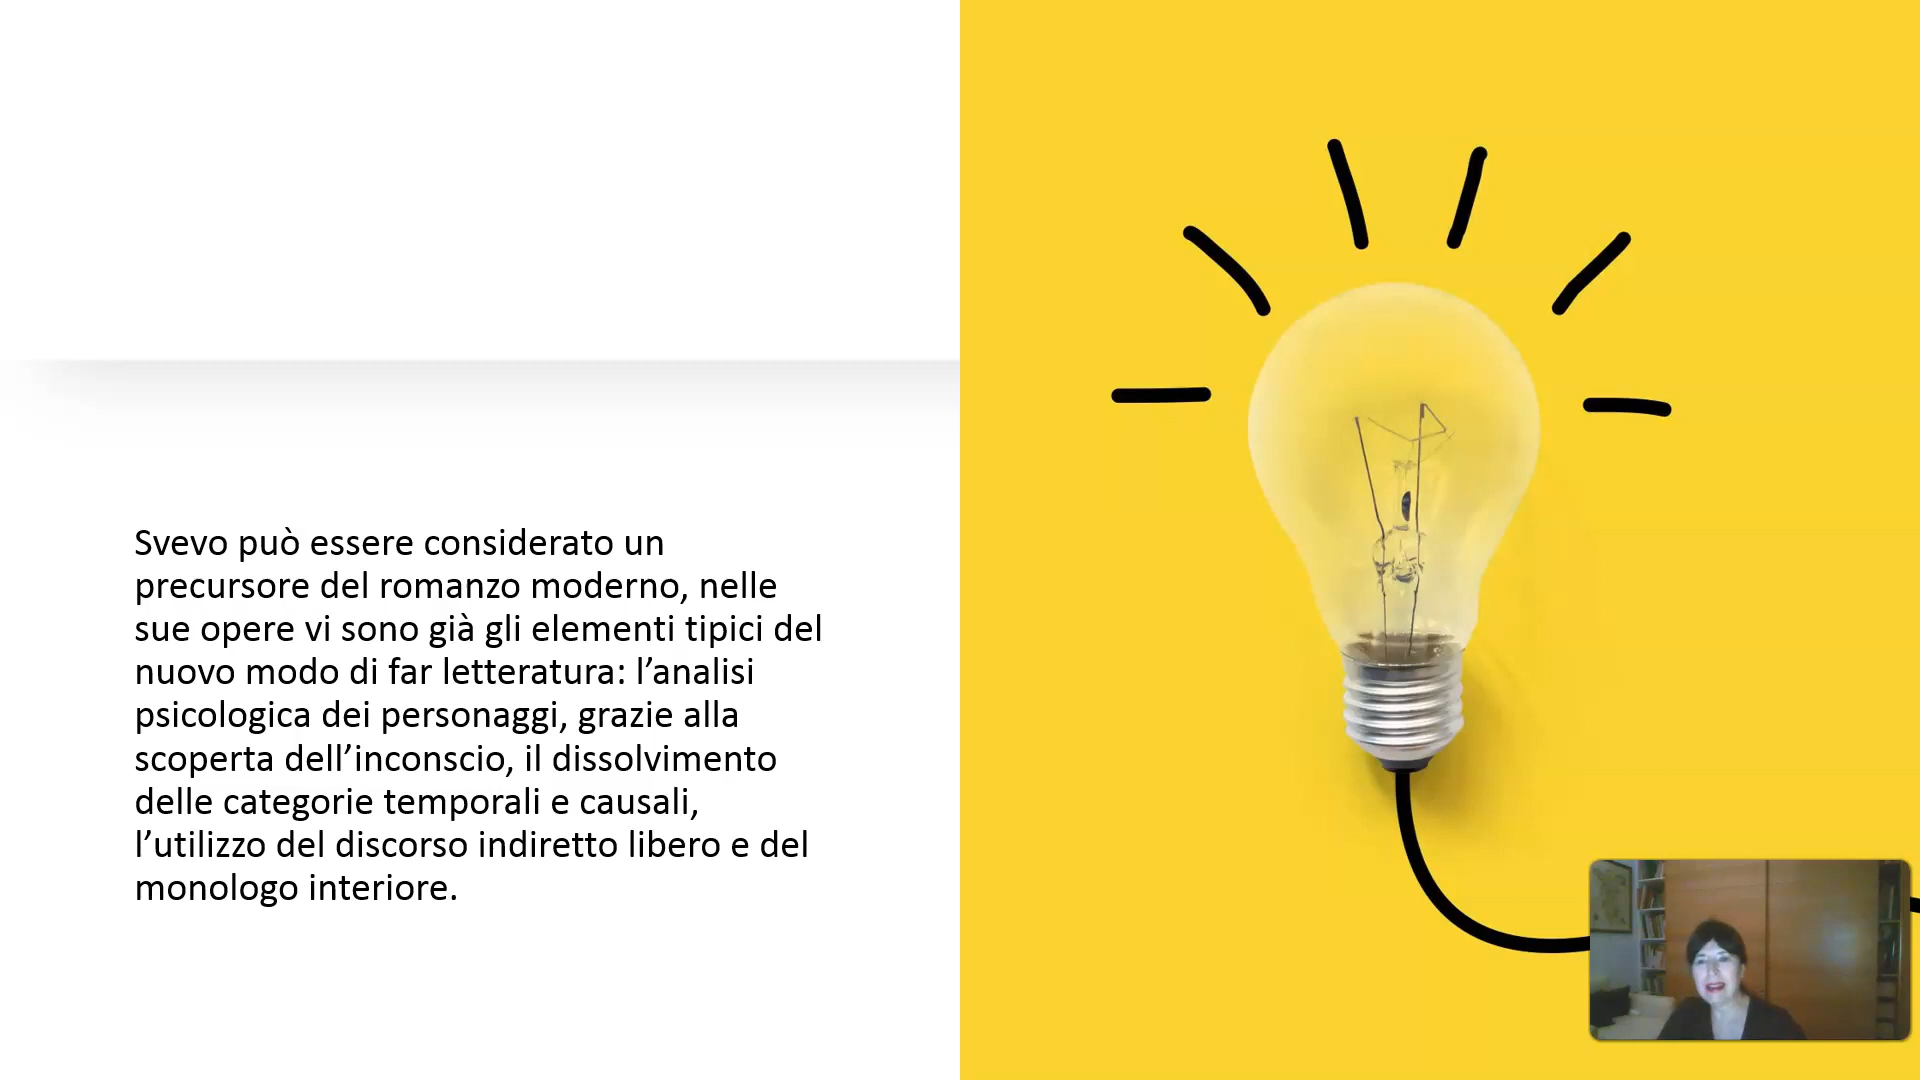 Svevo può essere considerato un
precursore del romanzo moderno, nelle
sue opere vi sono già gli elementi tipici del
nuovo modo di far letteratura: l’analisi
psicologica dei personaggi, grazie alla
scoperta dell’inconscio, il dissolvimento
delle categorie temporali e causali,
l’utilizzo del discorso indiretto libero e del
monologo interiore.